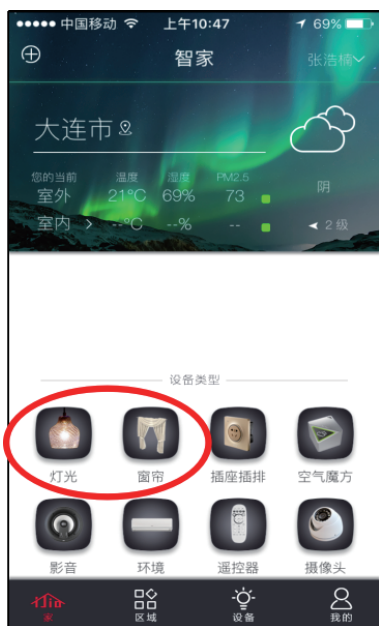 中国移动 上午10:47 69%
智家 张浩楠
大连市
您的当前 温度 湿度 PM2.5
室外 21°C 69% 73 阴
室内 > --°C --% -- 2 级
设备类型
灯光 窗帘 插座插排 空气魔方
影音 环境 遥控器 摄像头
家 区域 设备 我的